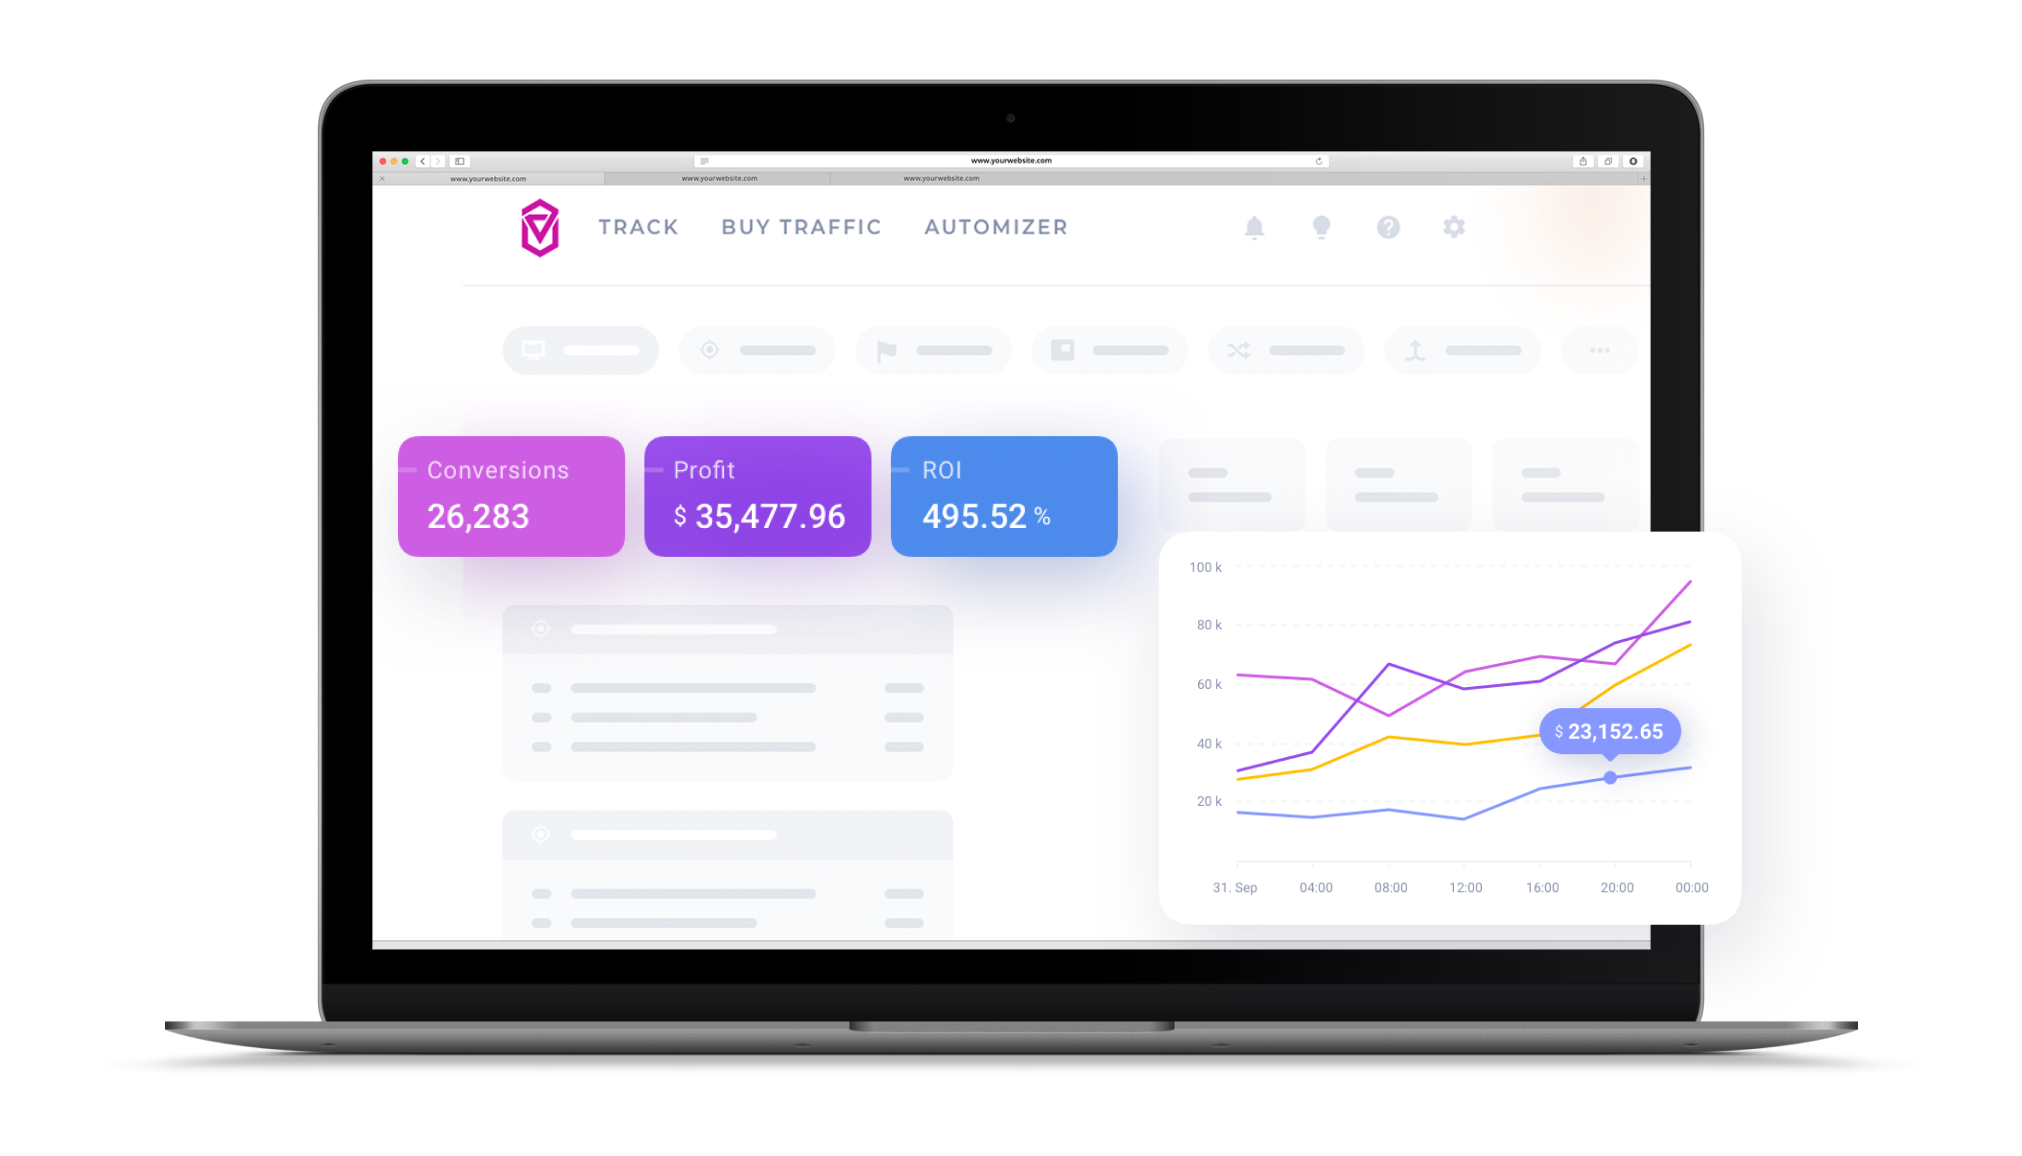 www.yourwebsite.com
www.yourwebsite.com www.yourwebsite.com www.yourwebsite.com
TRACK BUY TRAFFIC AUTOMIZER
Conversions
26,283
Profit
$ 35,477.96
ROI
495.52 %
100 k
80 k
60 k
40 k
20 k
$ 23,152.65
31. Sep 04:00 08:00 12:00 16:00 20:00 00:00